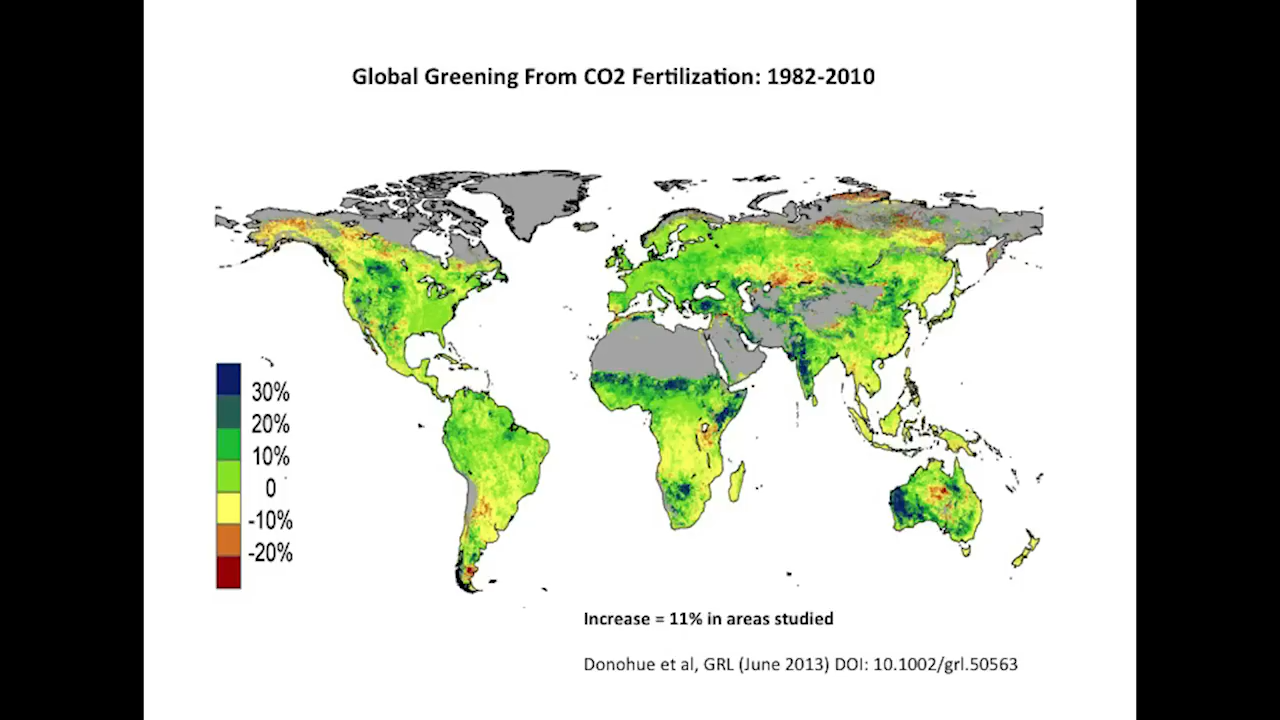 Global Greening From CO2 Fertilization: 1982-2010
30%
20%
10%
0
-10%
-20%
Increase = 11% in areas studied
Donohue et al, GRL (June 2013) DOI: 10.1002/grl.50563